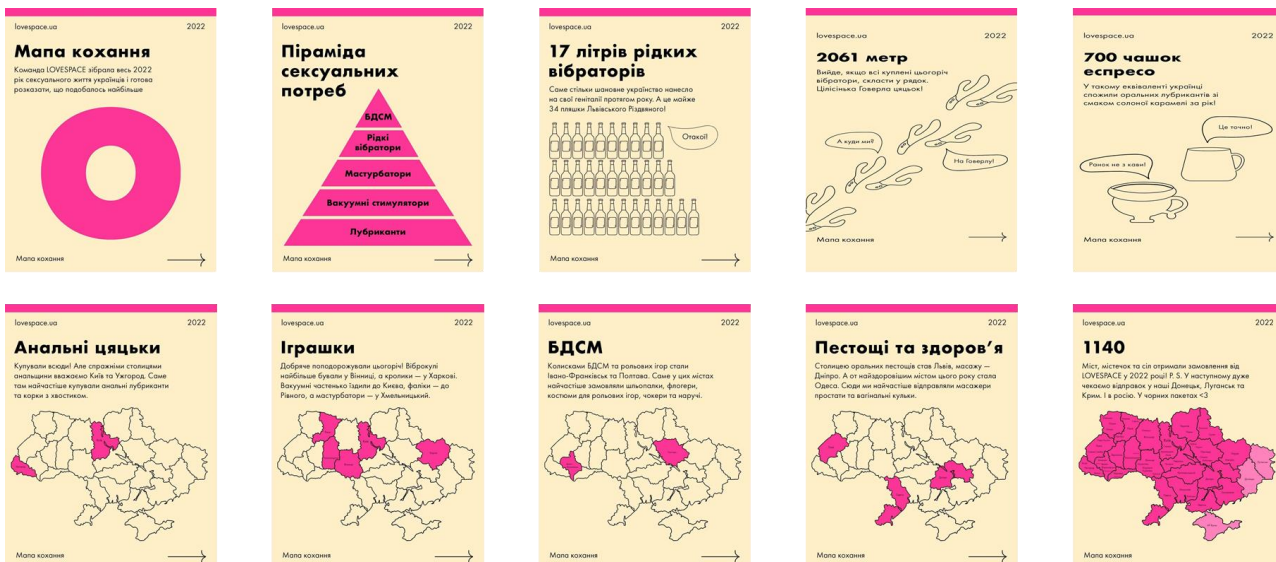 lovespace.ua 2022
Мапа кохання
Команда LOVESPACE зібрала весь 2022
рік сексуального життя українців і готова
розказати, що подобалось найбільше
Мапа кохання
lovespace.ua 2022
Піраміда
сексуальних
потреб
БДСМ
Рідкі
вібратори
Мастурбатори
Вакуумні стимулятори
Лубриканти
Мапа кохання
lovespace.ua 2022
17 літрів рідких
вібраторів
Саме стільки шановне українство нанесло
на свої геніталії протягом року. А це майже
34 пляшки Львівського Різдвяного!
Отакої!
Мапа кохання
lovespace.ua 2022
2061 метр
Вийде, якщо всі куплені цьогоріч
вібратори, скласти у рядок.
Цілісінька Говерла цяцьок!
А куди ми?
На Говерлу!
Мапа кохання
lovespace.ua 2022
700 чашок
еспресо
У такому еквіваленті українці
спожили оральних лубрикантів зі
смаком солоної карамелі за рік!
Це точно!
Ранок не з кави!
Мапа кохання
lovespace.ua 2022
Анальні цяцьки
Купували всюди! Але справжніми столицями
анальщини вважаємо Київ та Ужгород. Саме
там найчастіше купували анальні лубриканти
та корки з хвостиком.
Мапа кохання
lovespace.ua 2022
Іграшки
Добряче поподорожували цьогоріч! Віброкулі
найбільше бували у Вінниці, а кролики — у Харкові.
Вакуумні частенько їздили до Києва, фаліки — до
Рівного, а мастурбатори — у Хмельницький.
Мапа кохання
lovespace.ua 2022
БДСМ
Колисками БДСМ та рольових ігор стали
Івано-Франківськ та Полтава. Саме у цих містах
найчастіше замовляли шльопалки, флогери,
костюми для рольових ігор, чокери та наручі.
Мапа кохання
lovespace.ua 2022
Пестощі та здоров’я
Столицею оральних пестощів став Львів, масажу —
Дніпро. А от найздоровішим містом цього року стала
Одеса. Сюди ми найчастіше відправляли масажери
простати та вагінальні кульки.
Мапа кохання
lovespace.ua 2022
1140
Міст, містечок та сіл отримали замовлення від
LOVESPACE у 2022 році! P. S. У наступному дуже
чекаємо відправок у наші Донецьк, Луганськ та
Крим. І в росію. У чорних пакетах <3
Мапа кохання